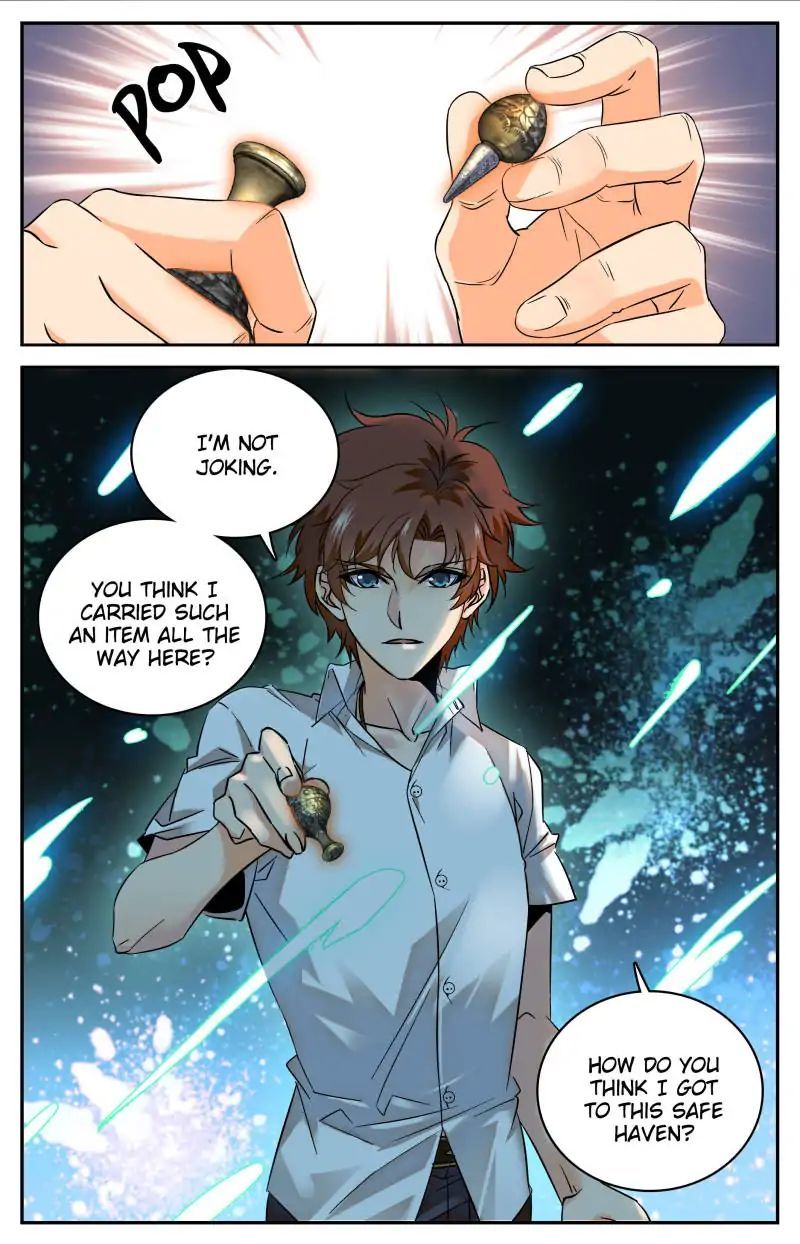 POP
I'M NOT
JOKING.
YOU THINK I
CARRIED SUCH
AN ITEM ALL THE
WAY HERE?
HOW DO YOU
THINK I GOT
TO THIS SAFE
HAVEN?